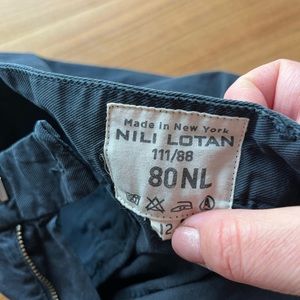 Made in New York
NILI LOTAN
111/88
80NL
12